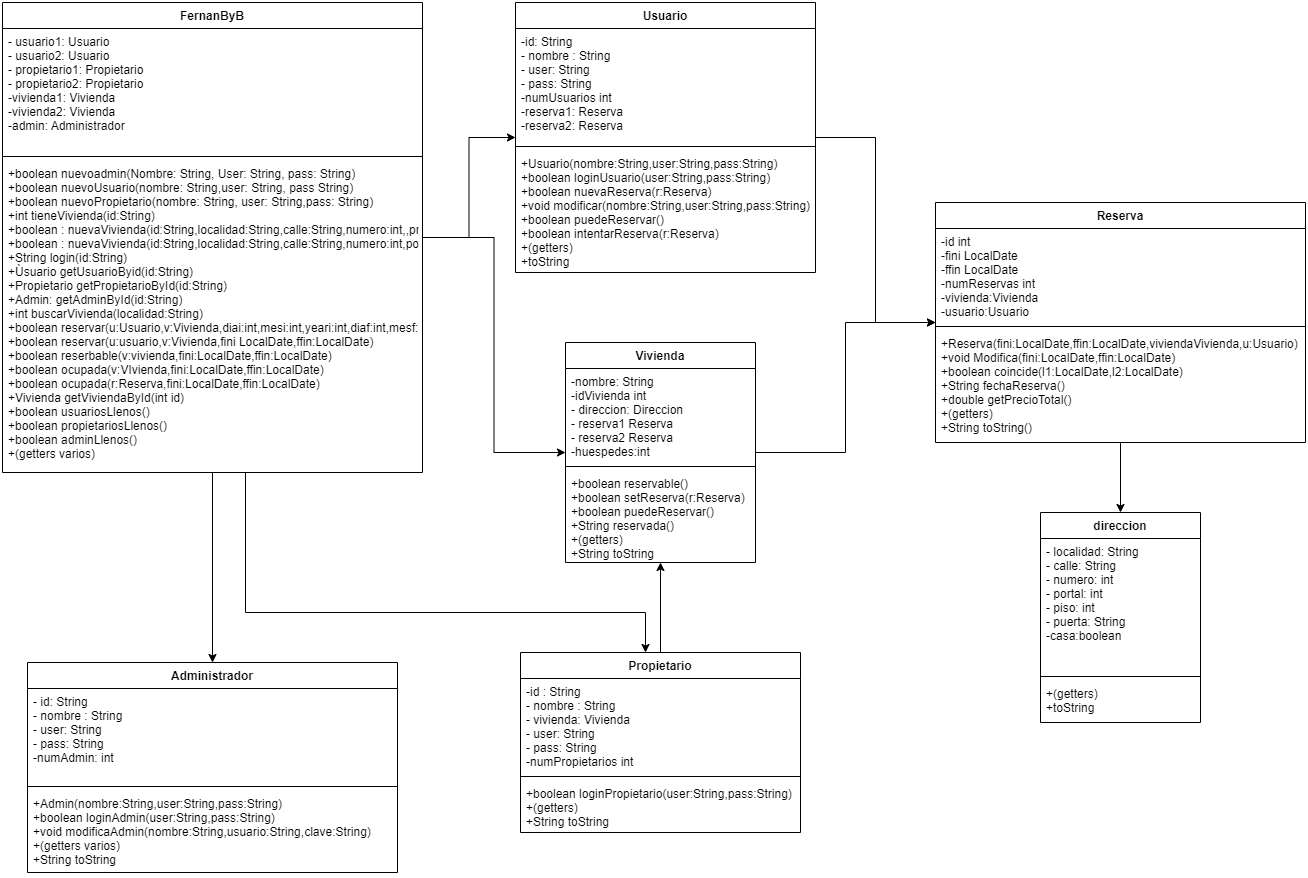 FernanByB
- usuario1: Usuario
- usuario2: Usuario
- propietario1: Propietario
- propietario2: Propietario
-vivienda1: Vivienda
-vivienda2: Vivienda
-admin: Administrador
+boolean nuevoadmin(Nombre: String, User: String, pass: String)
+boolean nuevoUsuario(nombre: String,user: String, pass String)
+boolean nuevoPropietario(nombre: String, user: String,pass: String)
+int tieneVivienda(id:String)
+boolean : nuevaVivienda(id:String,localidad:String,calle:String,numero:int,,pr
+boolean : nuevaVivienda(id:String,localidad:String,calle:String,numero:int,po
+String login(id:String)
+Ùsuario getUsuarioByid(id:String)
+Propietario getPropietarioById(id:String)
+Admin: getAdminById(id:String)
+int buscarVivienda(localidad:String)
+boolean reservar(u:Usuario,v:Vivienda,diai:int,mesi:int,yeari:int,diaf:int,mesf:
+boolean reservar(u:usuario,v:Vivienda,fini LocalDate,ffin:LocalDate)
+boolean reserbable(v:vivienda,fini:LocalDate,ffin:LocalDate)
+boolean ocupada(v:VIvienda,fini:LocalDate,ffin:LocalDate)
+boolean ocupada(r:Reserva,fini:LocalDate,ffin:LocalDate)
+Vivienda getViviendaById(int id)
+boolean usuariosLlenos()
+boolean propietariosLlenos()
+boolean adminLlenos()
+(getters varios)
Usuario
-id: String
- nombre : String
- user: String
- pass: String
-numUsuarios int
-reserva1: Reserva
-reserva2: Reserva
+Usuario(nombre:String,user:String,pass:String)
+boolean loginUsuario(user:String,pass:String)
+boolean nuevaReserva(r:Reserva)
+void modificar(nombre:String,user:String,pass:String)
+boolean puedeReservar()
+boolean intentarReserva(r:Reserva)
+(getters)
+toString
Reserva
-id int
-fini LocalDate
-ffin LocalDate
-numReservas int
-vivienda:Vivienda
-usuario:Usuario
+Reserva(fini:LocalDate,ffin:LocalDate,viviendaVivienda,u:Usuario)
+void Modifica(fini:LocalDate,ffin:LocalDate)
+boolean coincide(l1:LocalDate,l2:LocalDate)
+String fechaReserva()
+double getPrecioTotal()
+(getters)
+String toString()
Vivienda
-nombre: String
-idVivienda int
- direccion: Direccion
- reserva1 Reserva
- reserva2 Reserva
-huespedes:int
+boolean reservable()
+boolean setReserva(r:Reserva)
+boolean puedeReservar()
+String reservada()
+(getters)
+String toString
direccion
- localidad: String
- calle: String
- numero: int
- portal: int
- piso: int
- puerta: String
-casa:boolean
+(getters)
+toString
Administrador
- id: String
- nombre : String
- user: String
- pass: String
-numAdmin: int
+Admin(nombre:String,user:String,pass:String)
+boolean loginAdmin(user:String,pass:String)
+void modificaAdmin(nombre:String,usuario:String,clave:String)
+(getters varios)
+String toString
Propietario
-id : String
- nombre : String
- vivienda: Vivienda
- user: String
- pass: String
-numPropietarios int
+boolean loginPropietario(user:String,pass:String)
+(getters)
+String toString